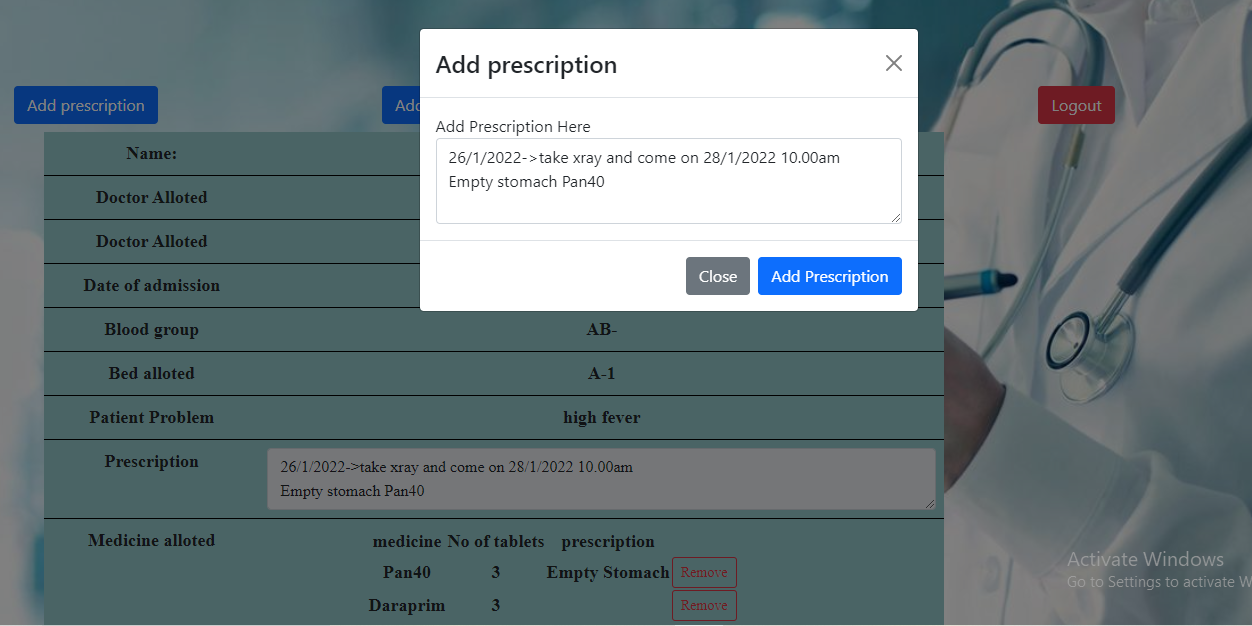 Add prescription
Add prescription
Add
Logout
Add Prescription Here
26/1/2022->take xray and come on 28/1/2022 10.00am
Empty stomach Pan40
Close
Add Prescription
Name:
Doctor Alloted
Doctor Alloted
Date of admission
Blood group AB-
Bed alloted A-1
Patient Problem high fever
Prescription
26/1/2022->take xray and come on 28/1/2022 10.00am
Empty stomach Pan40
Medicine alloted
medicine No of tablets prescription
Pan40 3 Empty Stomach Remove
Daraprim 3 Remove
Activate Windows
Go to Settings to activate W